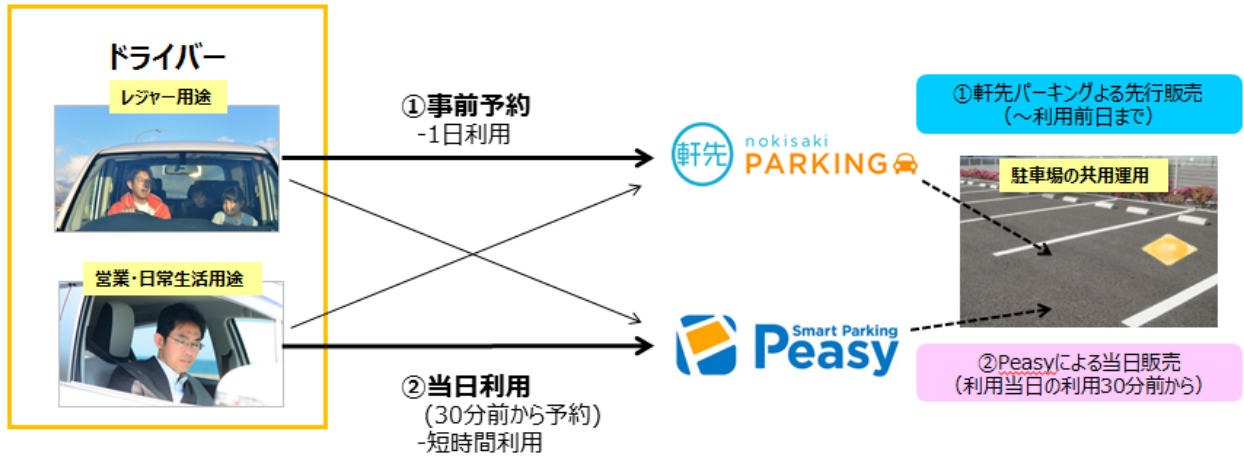 ドライバー
レジャー用途
営業・日常生活用途
①事前予約
-1日利用
②当日利用
(30分前から予約)
-短時間利用
軒先
nokisaki
PARKING
Smart Parking
Peasy
①軒先パーキングよる先行販売
(～利用前日まで)
駐車場の共用運用
②Peasyによる当日販売
(利用当日の利用30分前から)